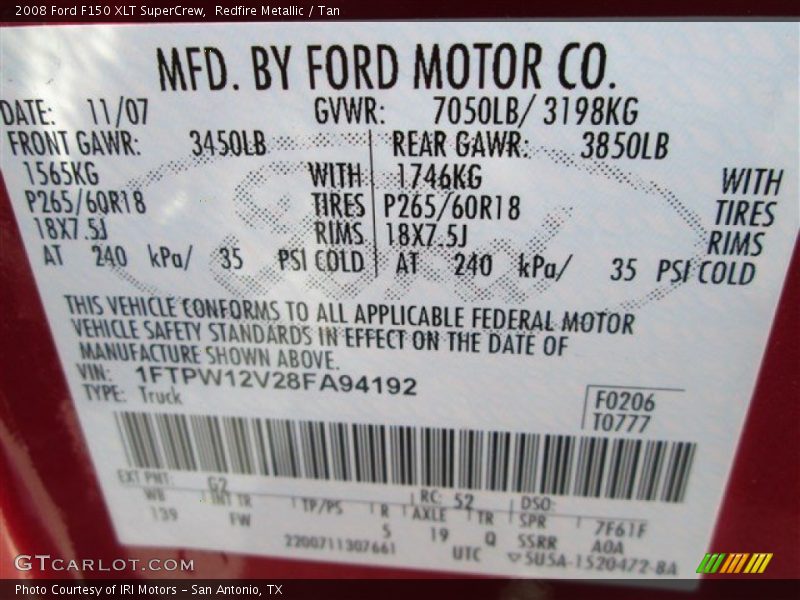 2008 Ford F150 XLT SuperCrew,  Redfire Metallic / Tan
MFD. BY FORD MOTOR CO.
DATE: 11/07 GVWR: 7050LB/ 3198KG
FRONT GAWR: 3450LB REAR GAWR: 3850LB
1565KG WITH 1746KG WITH
P265/60R18 TIRES P265/60R18 TIRES
18X7.5J RIMS 18X7.5J RIMS
AT 240 kPa/ 35 PSI COLD AT 240 kPa/ 35 PSI COLD
THIS VEHICLE CONFORMS TO ALL APPLICABLE FEDERAL MOTOR
VEHICLE SAFETY STANDARDS IN EFFECT ON THE DATE OF
MANUFACTURE SHOWN ABOVE.
VIN: 1FTPW12V28FA94192
TYPE: Truck
F0206
T0777
EXT PNT: G2 RC: 52 DSO:
WB INT TR TP/PS R AXLE TR SPR 7F61F
139 FW S 19 Q SSRR A0A
2200711307661 UTC 5U5A-1520472-BA
GTCARLOT.COM
Photo Courtesy of IRI Motors – San Antonio, TX